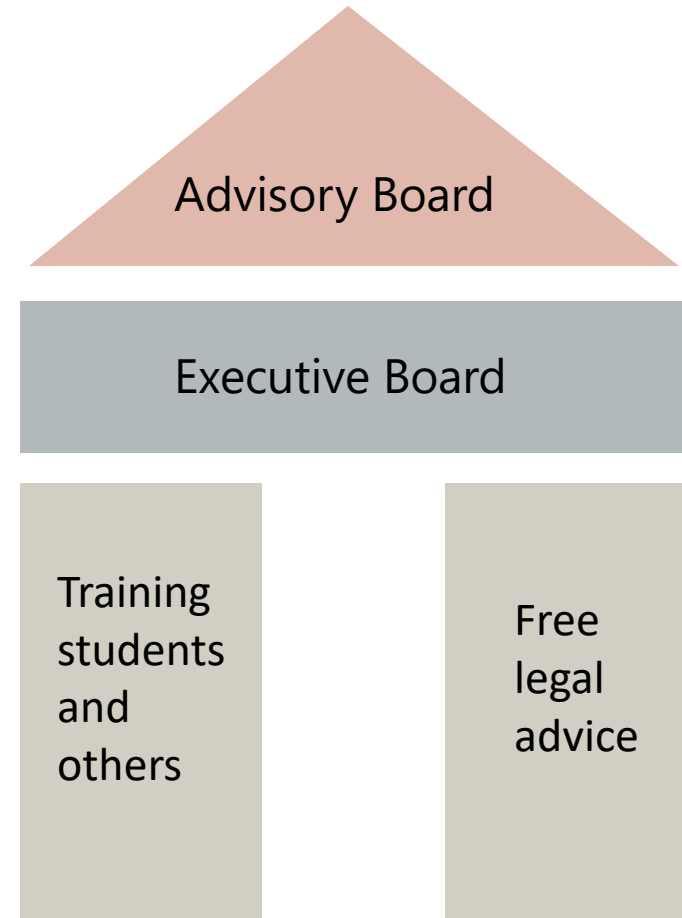 Advisory Board
Executive Board
Training
students
and
others
Free
legal
advice